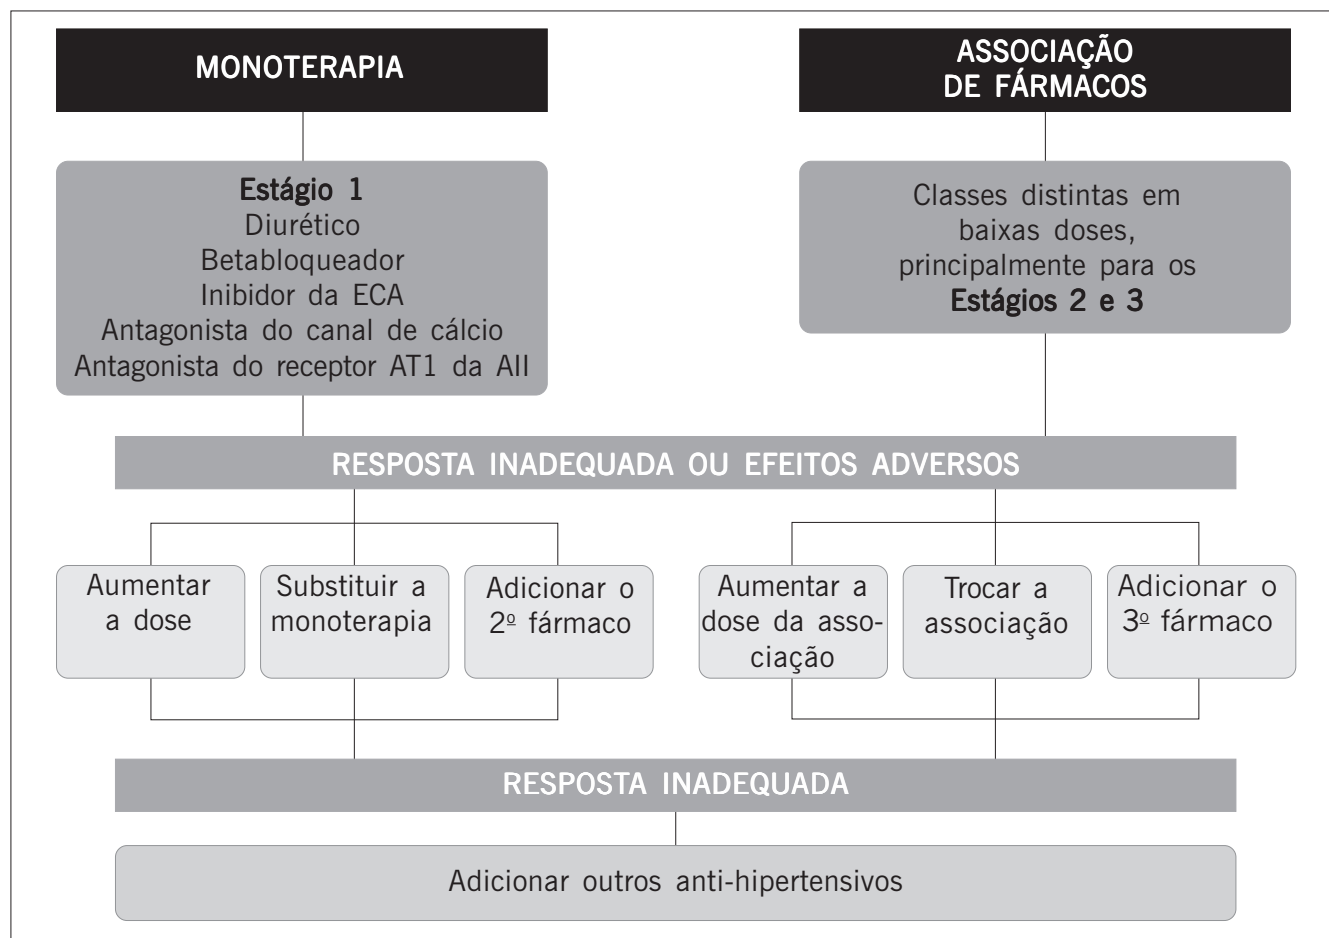 MONOTERAPIA
ASSOCIAÇÃO
DE FÁRMACOS
Estágio 1
Diurético
Betabloqueador
Inibidor da ECA
Antagonista do canal de cálcio
Antagonista do receptor AT1 da AII
Classes distintas em
baixas doses,
principalmente para os
Estágios 2 e 3
RESPOSTA INADEQUADA OU EFEITOS ADVERSOS
Aumentar
a dose
Substituir a
monoterapia
Adicionar o
2º fármaco
Aumentar a
dose da asso-
ciação
Trocar a
associação
Adicionar o
3º fármaco
RESPOSTA INADEQUADA
Adicionar outros anti-hipertensivos